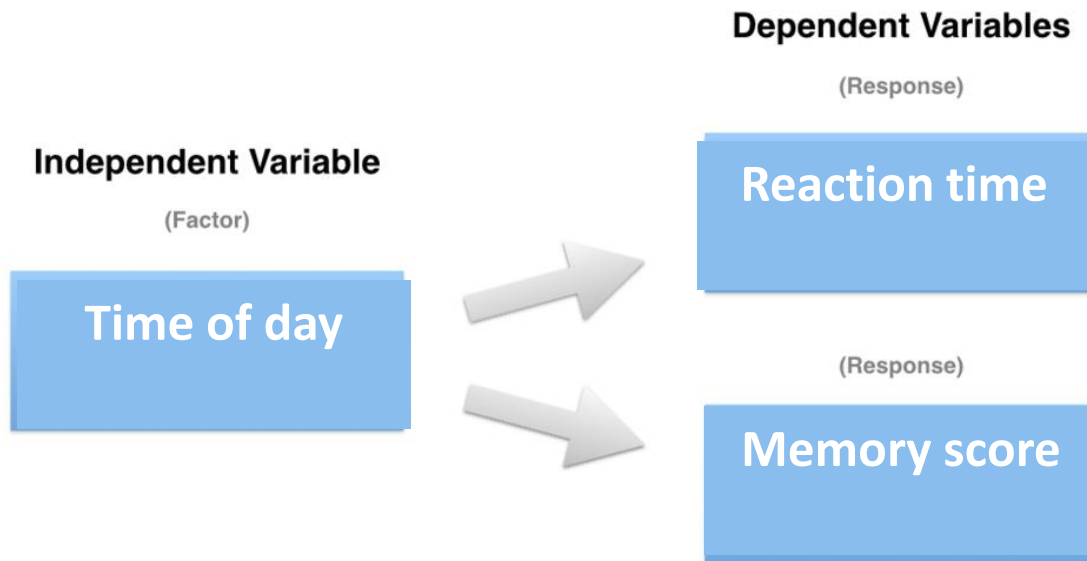 Independent Variable
(Factor)
Time of day
Dependent Variables
(Response)
Reaction time
(Response)
Memory score